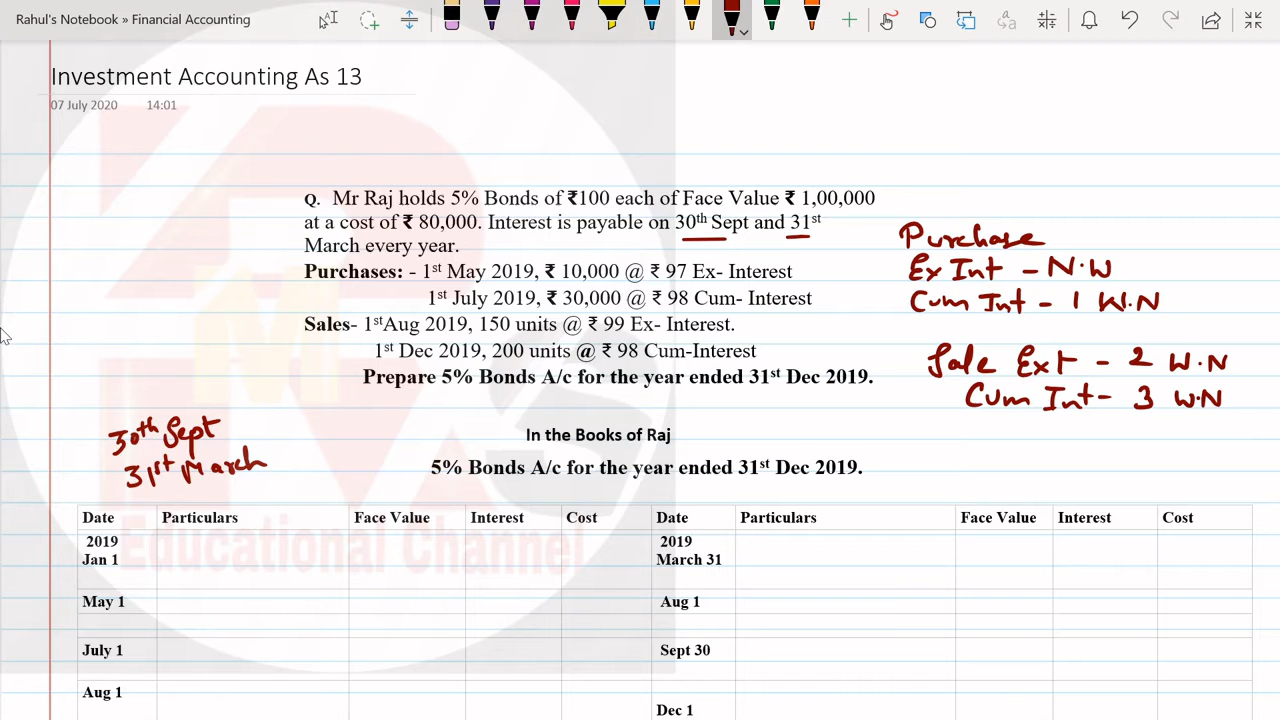 Rahul's Notebook » Financial Accounting
Investment Accounting As 13
07 July 2020 14:01
Q. Mr Raj holds 5% Bonds of ₹100 each of Face Value ₹ 1,00,000
at a cost of ₹ 80,000. Interest is payable on 30th Sept and 31st
March every year.
Purchases: - 1st May 2019, ₹ 10,000 @ ₹ 97 Ex- Interest
1st July 2019, ₹ 30,000 @ ₹ 98 Cum- Interest
Sales- 1stAug 2019, 150 units @ ₹ 99 Ex- Interest.
1st Dec 2019, 200 units @ ₹ 98 Cum-Interest
Prepare 5% Bonds A/c for the year ended 31st Dec 2019.
Purchase
Ex Int - N.W
Cum Int - 1 W.N
Sale Ext - 2 W.N
Cum Int- 3 W.N
30th Sept
31st March
In the Books of Raj
5% Bonds A/c for the year ended 31st Dec 2019.
Date Particulars Face Value Interest Cost Date Particulars Face Value Interest Cost
2019 2019
Jan 1 March 31
Educational Channel
May 1 Aug 1
July 1 Sept 30
Aug 1
Dec 1